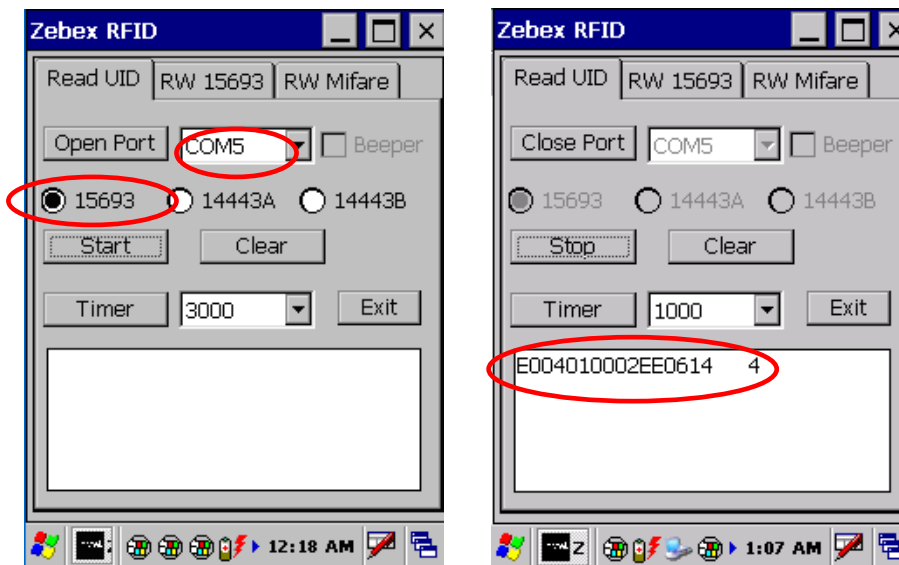 Zebex RFID
Read UID RW 15693 RW Mifare
Open Port COM5 Beeper
15693 14443A 14443B
Start Clear
Timer 3000 Exit
12:18 AM
Zebex RFID
Read UID RW 15693 RW Mifare
Close Port COM5 Beeper
15693 14443A 14443B
Stop Clear
Timer 1000 Exit
E004010002EE0614 4
Z 1:07 AM